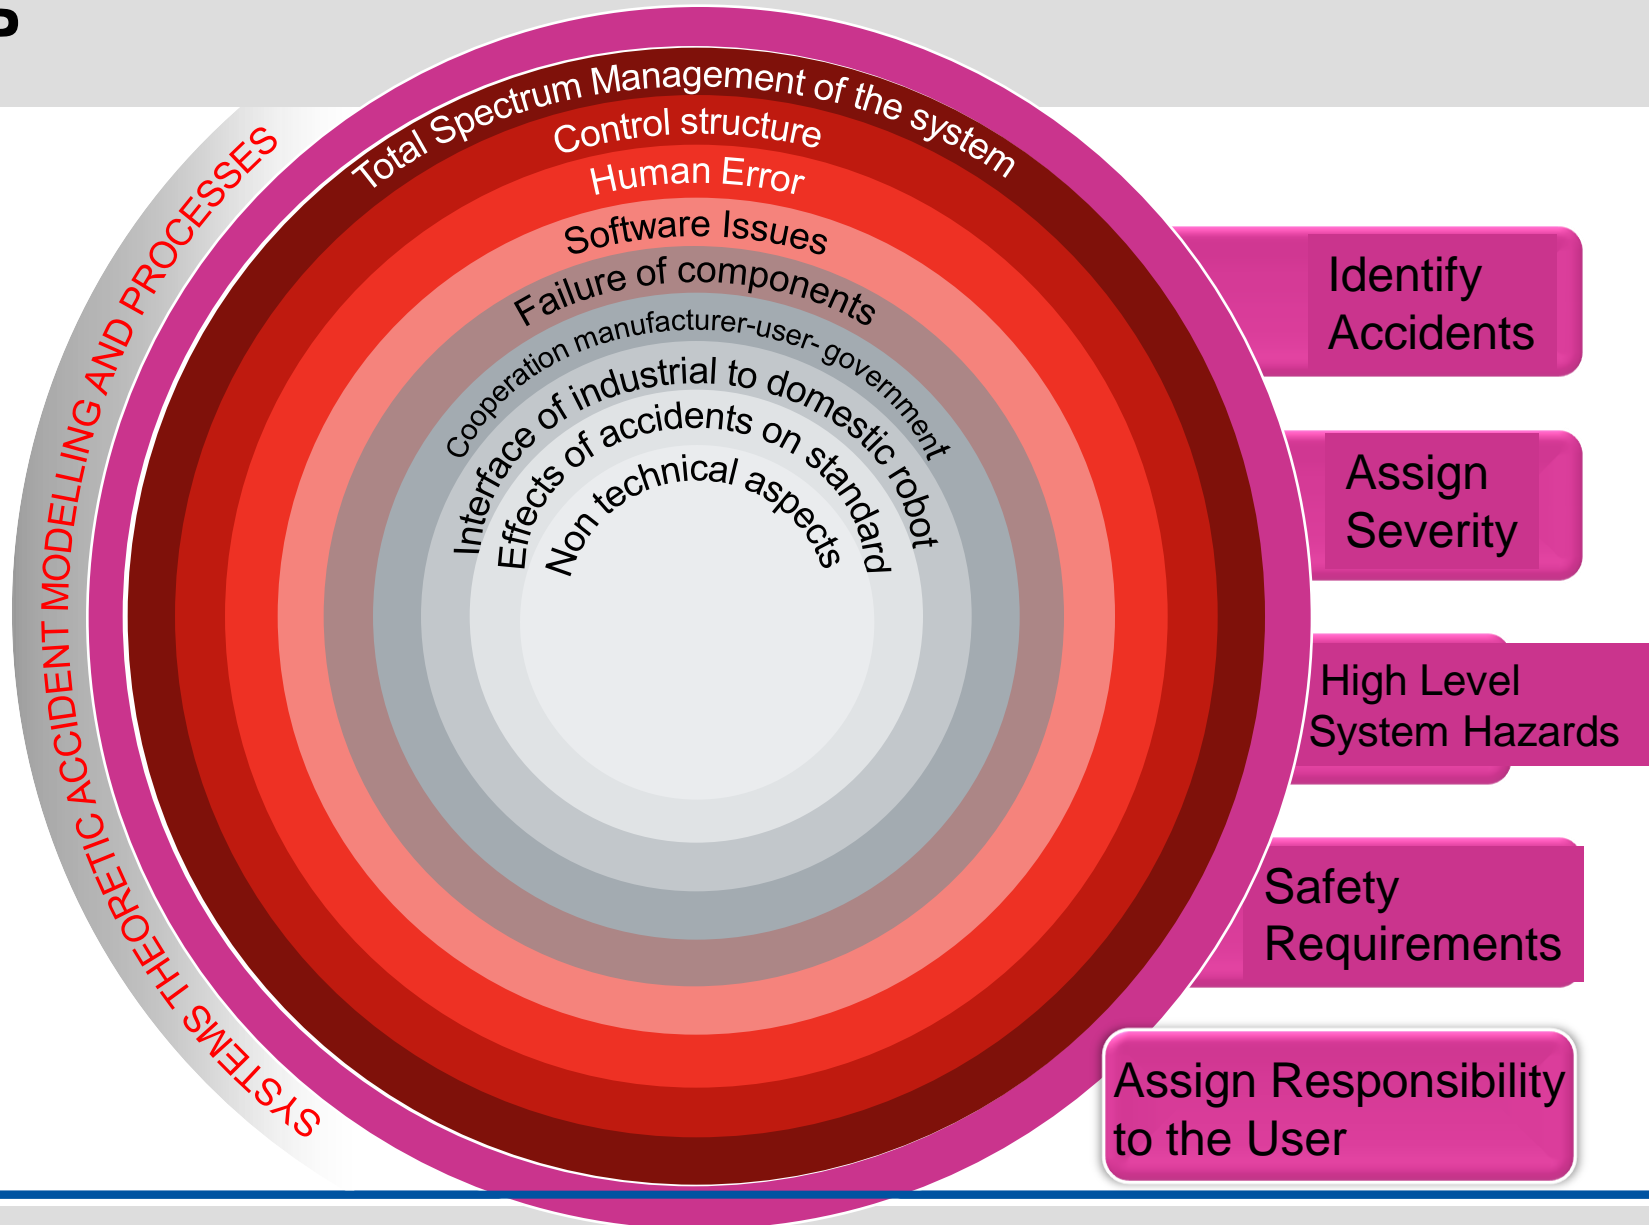 SYSTEMS THEORETIC ACCIDENT MODELLING AND PROCESSES
Total Spectrum Management of the system
Control structure
Human Error
Software Issues
Failure of components
Cooperation manufacturer-user- government
Interface of industrial to domestic robot
Effects of accidents on standard
Non technical aspects
Identify
Accidents
Assign
Severity
High Level
System Hazards
Safety
Requirements
Assign Responsibility
to the User